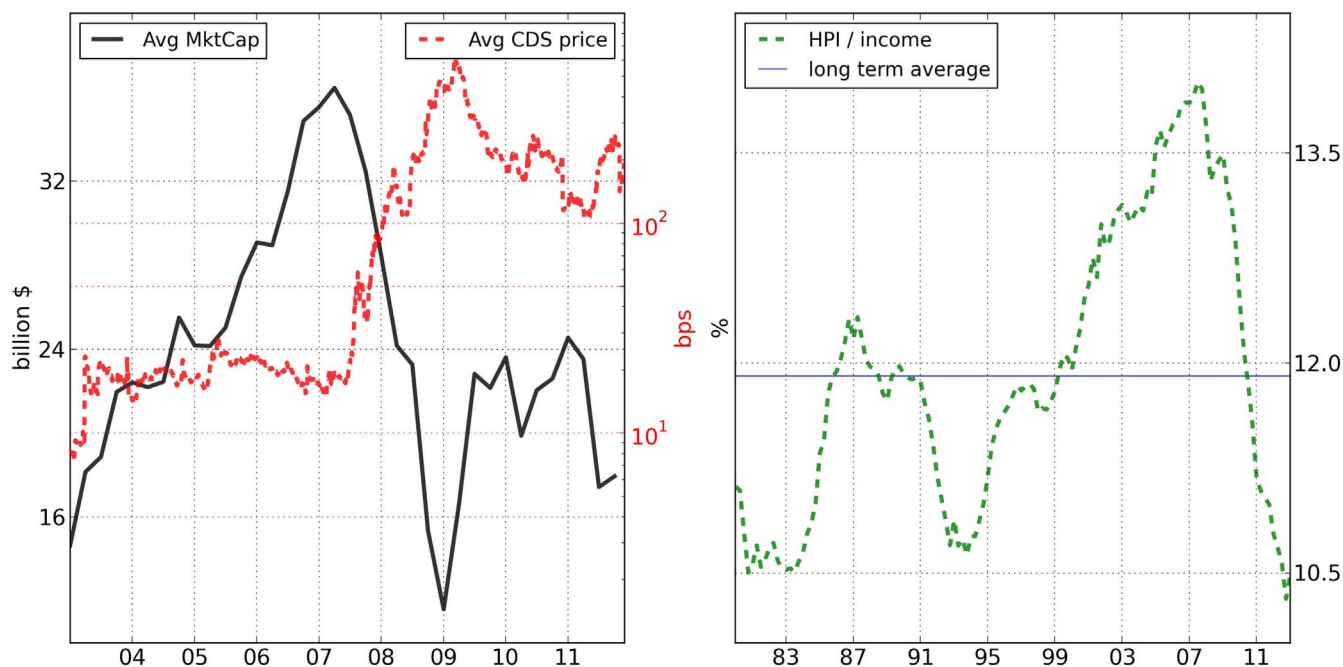 Avg MktCap
Avg CDS price
32
24
16
billion $
10²
10¹
bps
04 05 06 07 08 09 10 11
HPI / income
long term average
%
13.5
12.0
10.5
83 87 91 95 99 03 07 11